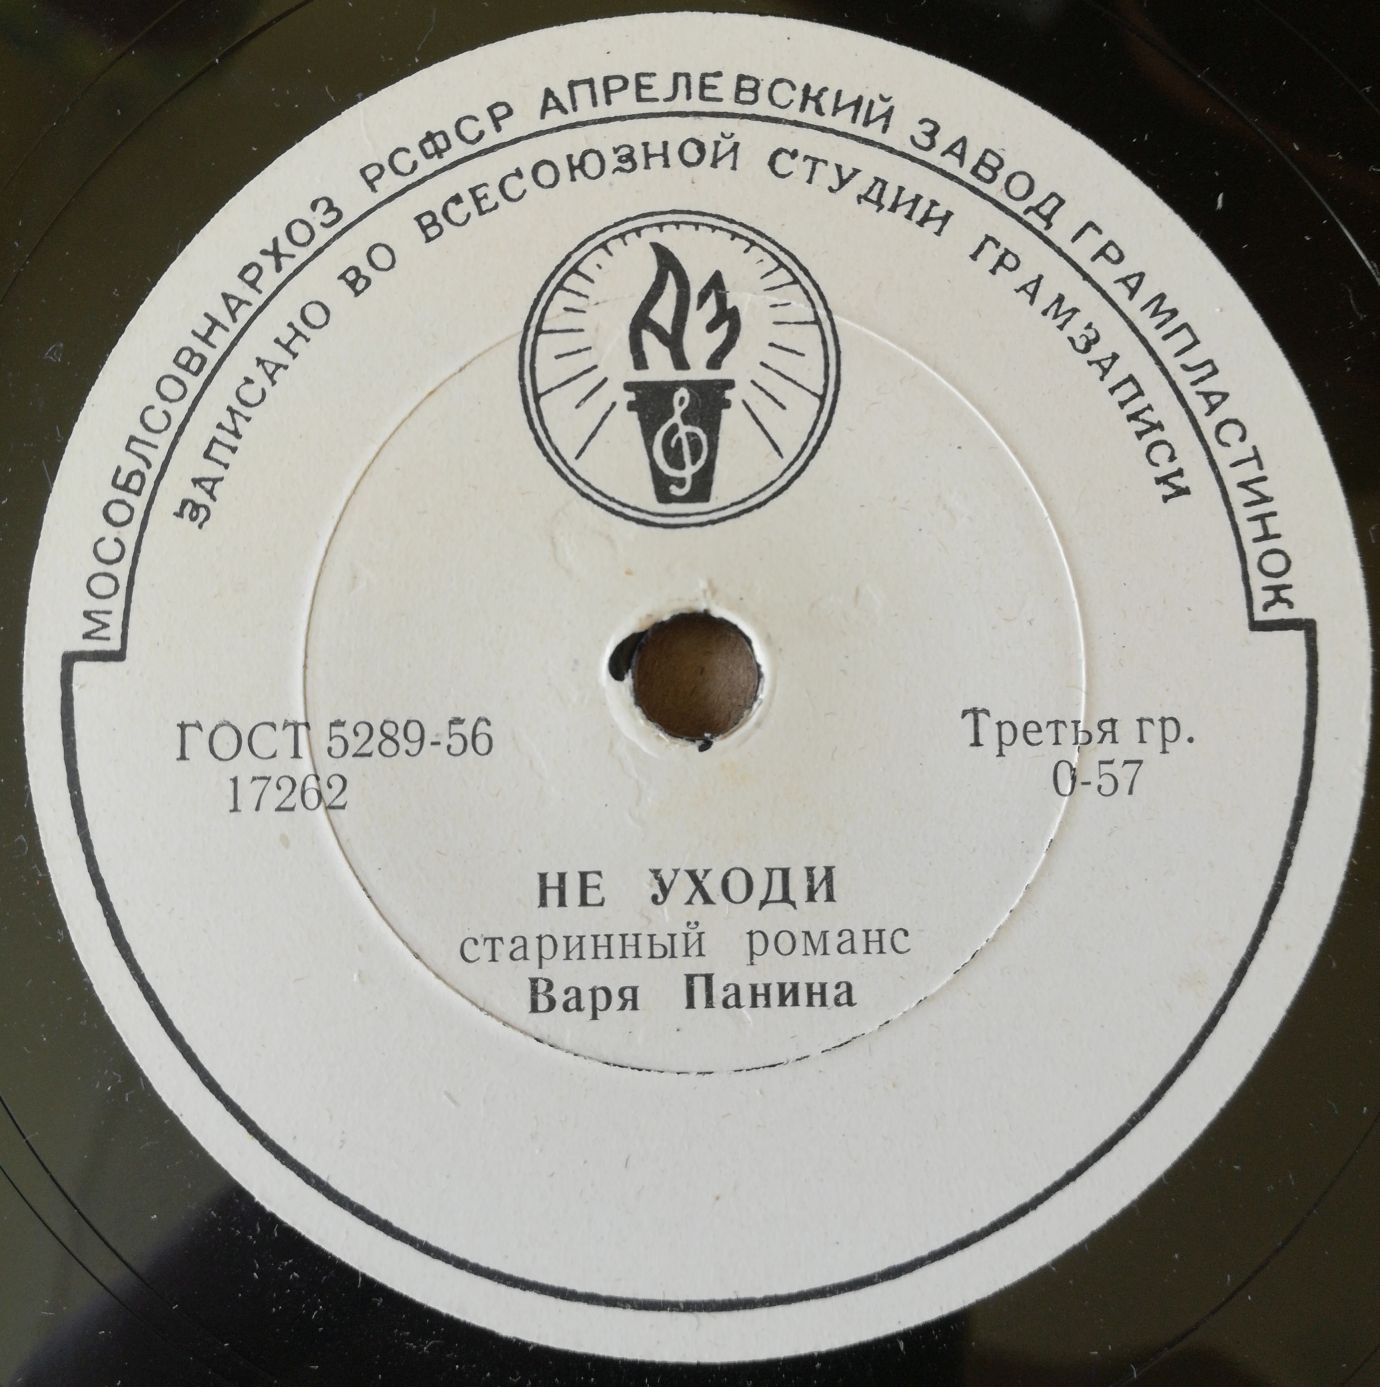 МОСОБЛСОВНАРХОЗ РСФСР АПРЕЛЕВСКИЙ ЗАВОД ГРАМПЛАСТИНОК
ЗАПИСАНО ВО ВСЕСОЮЗНОЙ СТУДИИ ГРАМЗАПИСИ
АЗ
ГОСТ 5289-56
17262
Третья гр.
0-57
НЕ УХОДИ
старинный романс
Варя Панина